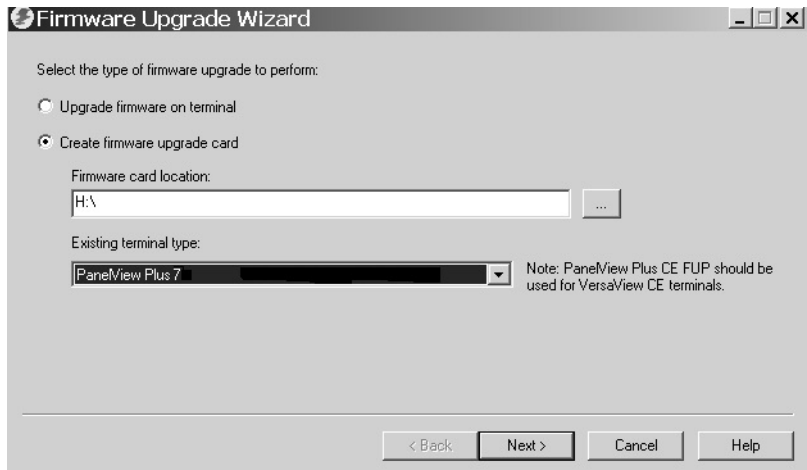 Firmware Upgrade Wizard
Select the type of firmware upgrade to perform:
Upgrade firmware on terminal
Create firmware upgrade card
Firmware card location:
H:\
...
Existing terminal type:
PanelView Plus 7
Note: PanelView Plus CE FUP should be
used for VersaView CE terminals.
< Back
Next >
Cancel
Help